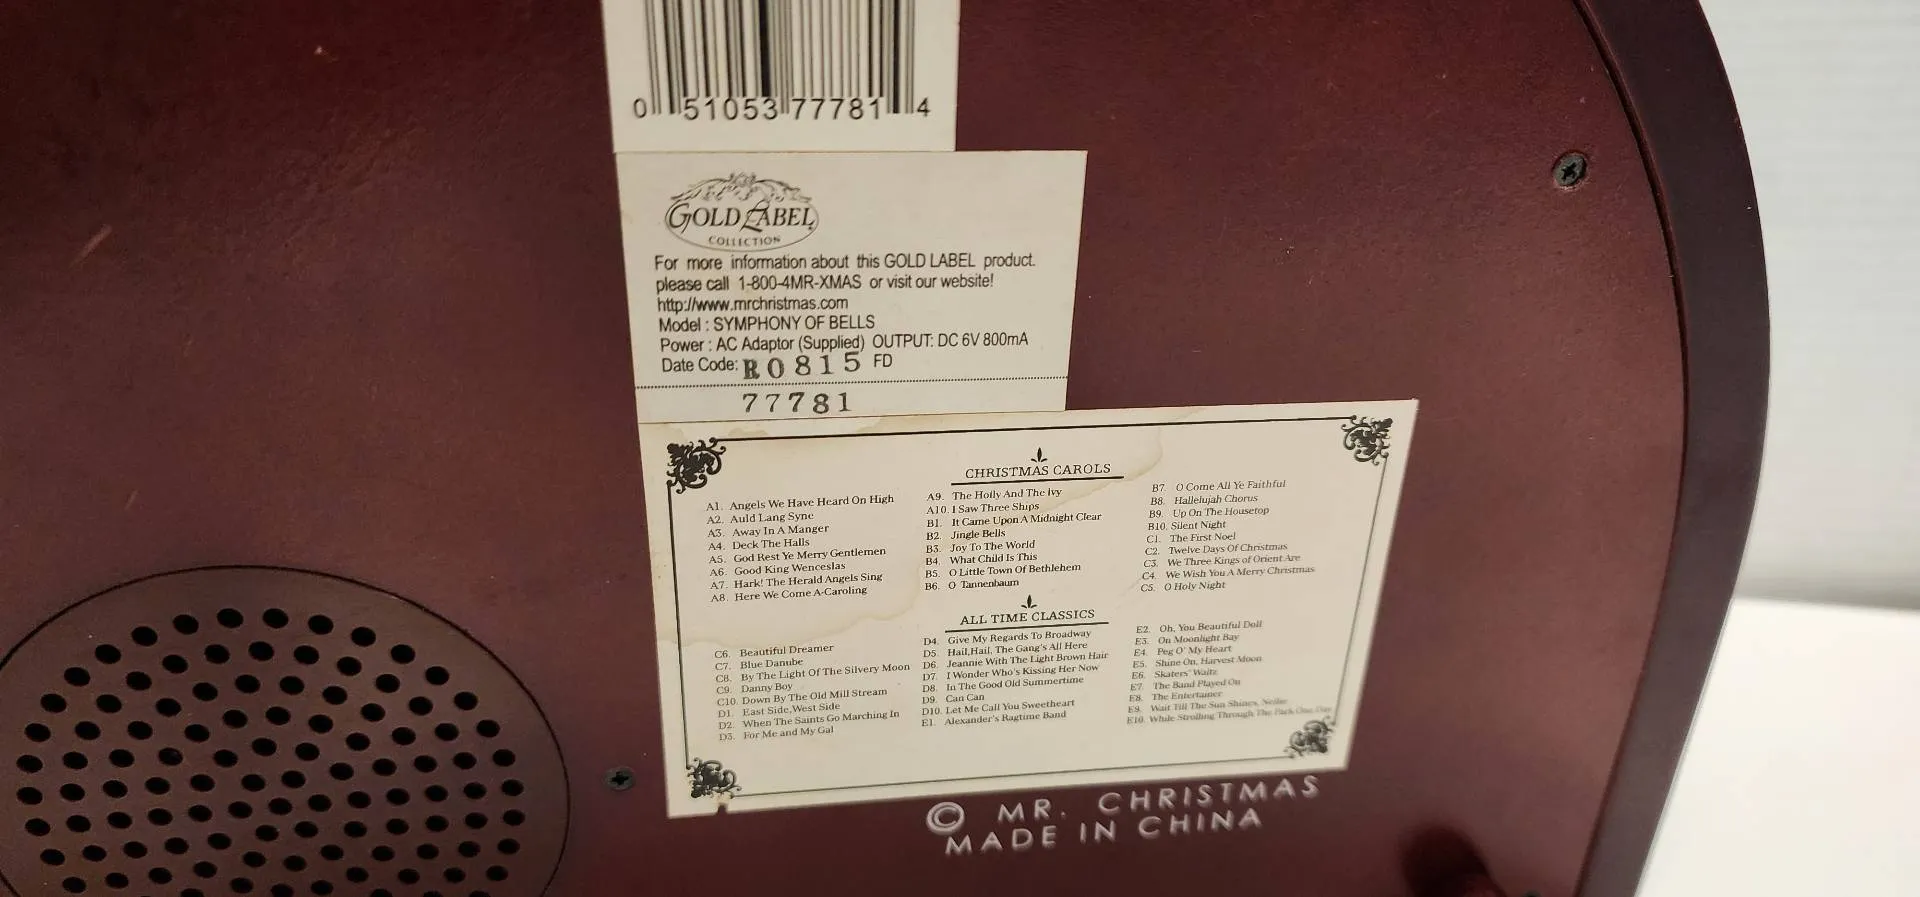 0 51053 77781 4
GOLD LABEL
COLLECTION
For more information about this GOLD LABEL product.
please call 1-800-4MR-XMAS or visit our website!
http://www.mrchristmas.com
Model : SYMPHONY OF BELLS
Power : AC Adaptor (Supplied) OUTPUT: DC 6V 800mA
Date Code: R0815 FD
77781
CHRISTMAS CAROLS
A1. Angels We Have Heard On High
A2. Auld Lang Syne
A3. Away In A Manger
A4. Deck The Halls
A5. God Rest Ye Merry Gentlemen
A6. Good King Wenceslas
A7. Hark! The Herald Angels Sing
A8. Here We Come A-Caroling
A9. The Holly And The Ivy
A10. I Saw Three Ships
B1. It Came Upon A Midnight Clear
B2. Jingle Bells
B3. Joy To The World
B4. What Child Is This
B5. O Little Town Of Bethlehem
B6. O Tannenbaum
B7. O Come All Ye Faithful
B8. Hallelujah Chorus
B9. Up On The Housetop
B10. Silent Night
C1. The First Noel
C2. Twelve Days Of Christmas
C3. We Three Kings of Orient Are
C4. We Wish You A Merry Christmas
C5. O Holy Night
ALL TIME CLASSICS
C6. Beautiful Dreamer
C7. Blue Danube
C8. By The Light Of The Silvery Moon
C9. Danny Boy
C10. Down By The Old Mill Stream
D1. East Side,West Side
D2. When The Saints Go Marching In
D3. For Me and My Gal
D4. Give My Regards To Broadway
D5. Hail,Hail, The Gang's All Here
D6. Jeannie With The Light Brown Hair
D7. I Wonder Who's Kissing Her Now
D8. In The Good Old Summertime
D9. Can Can
D10. Let Me Call You Sweetheart
E1. Alexander's Ragtime Band
E2. Oh, You Beautiful Doll
E3. On Moonlight Bay
E4. Peg O' My Heart
E5. Shine On, Harvest Moon
E6. Skaters' Waltz
E7. The Band Played On
E8. The Entertainer
E9. Wait Till The Sun Shines, Nellie
E10. While Strolling Through The Park One Day
© MR. CHRISTMAS
MADE IN CHINA